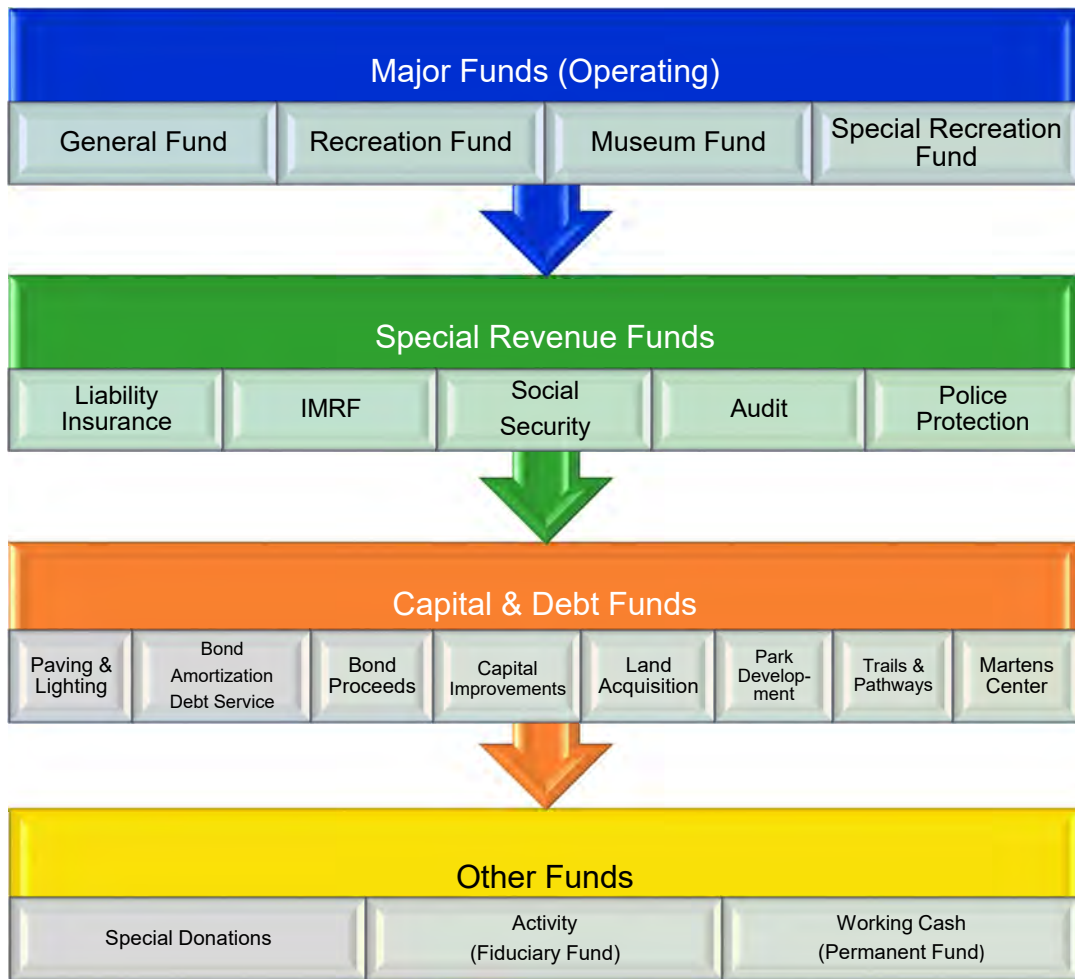 Major Funds (Operating)
General Fund
Recreation Fund
Museum Fund
Special Recreation
Fund
Special Revenue Funds
Liability
Insurance
IMRF
Social
Security
Audit
Police
Protection
Capital & Debt Funds
Paving &
Lighting
Bond
Amortization
Debt Service
Bond
Proceeds
Capital
Improvements
Land
Acquisition
Park
Develop-
ment
Trails &
Pathways
Martens
Center
Other Funds
Special Donations
Activity
(Fiduciary Fund)
Working Cash
(Permanent Fund)